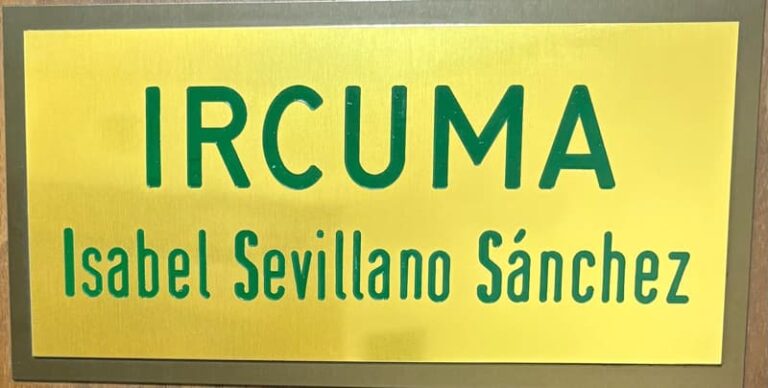 IRCUMA
Isabel Sevillano Sánchez